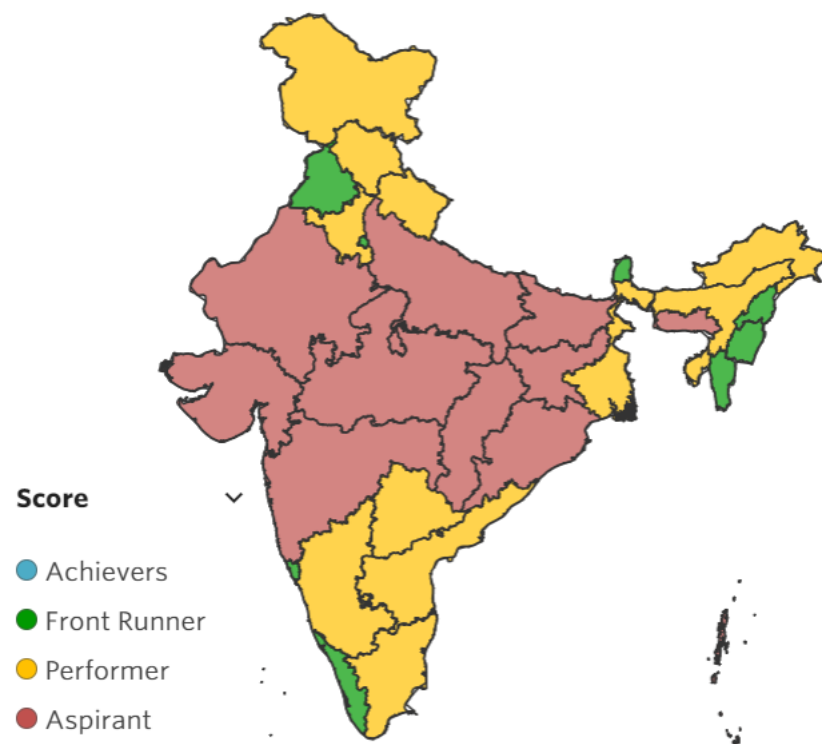 Score
Achievers
Front Runner
Performer
Aspirant